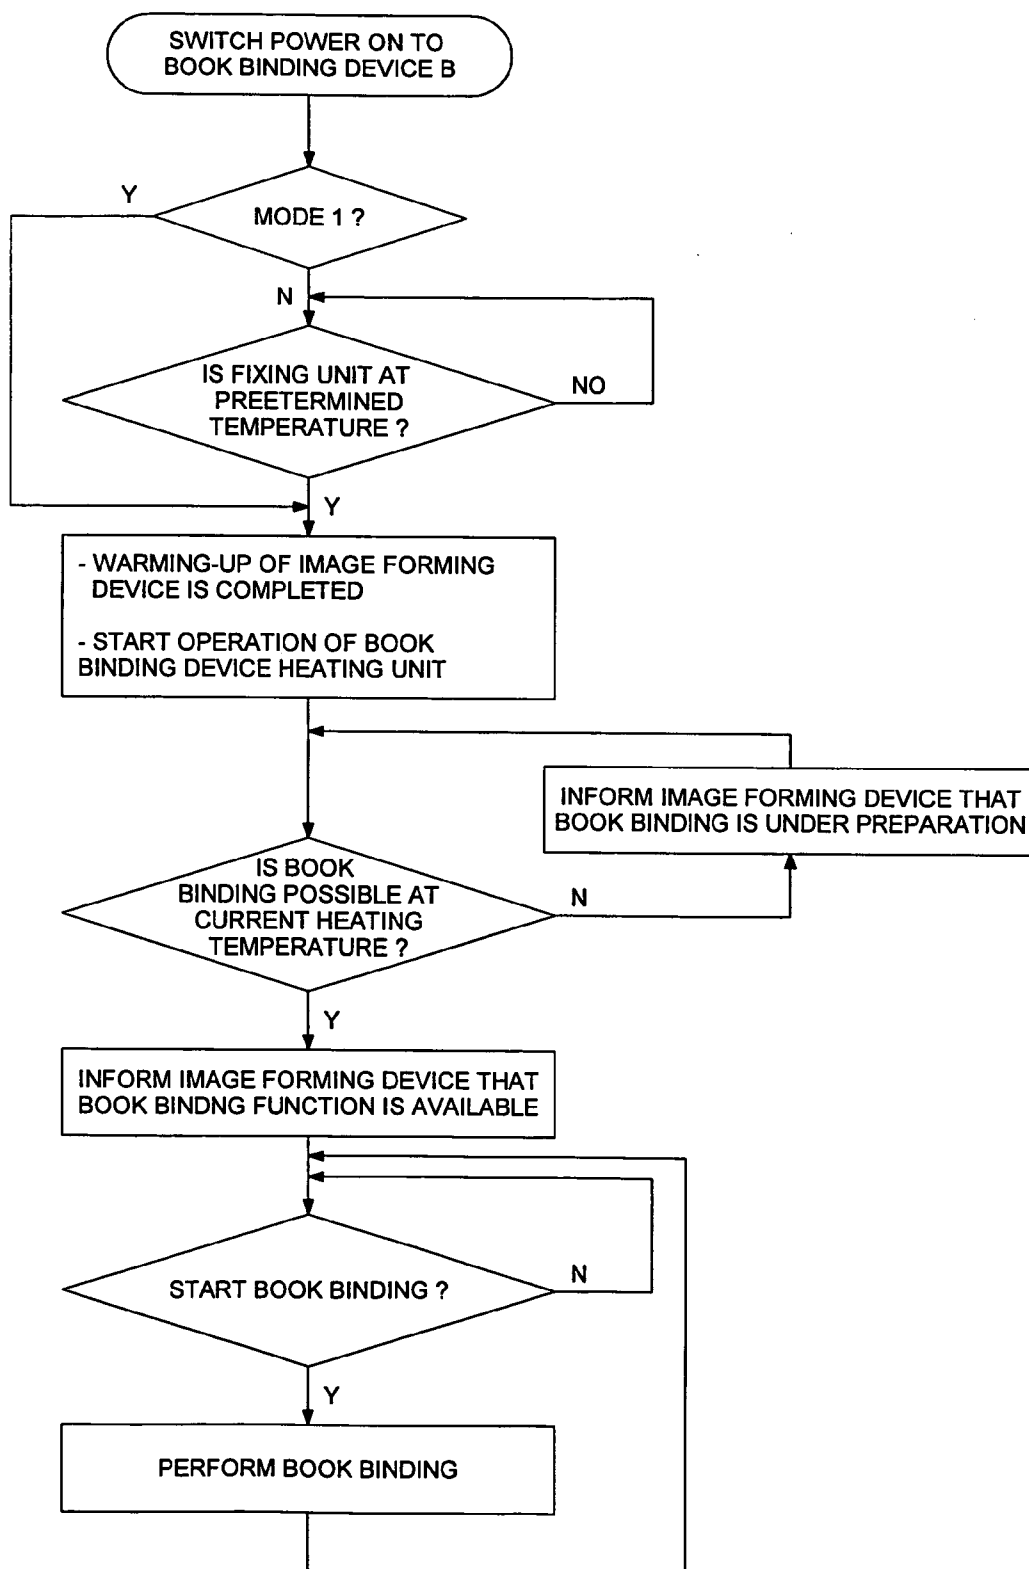 SWITCH POWER ON TO
BOOK BINDING DEVICE B
Y
MODE 1 ?
N
IS FIXING UNIT AT
PREETERMINED
TEMPERATURE ?
NO
Y
- WARMING-UP OF IMAGE FORMING
DEVICE IS COMPLETED
- START OPERATION OF BOOK
BINDING DEVICE HEATING UNIT
INFORM IMAGE FORMING DEVICE THAT
BOOK BINDING IS UNDER PREPARATION
IS BOOK
BINDING POSSIBLE AT
CURRENT HEATING
TEMPERATURE ?
N
Y
INFORM IMAGE FORMING DEVICE THAT
BOOK BINDNG FUNCTION IS AVAILABLE
START BOOK BINDING ?
N
Y
PERFORM BOOK BINDING